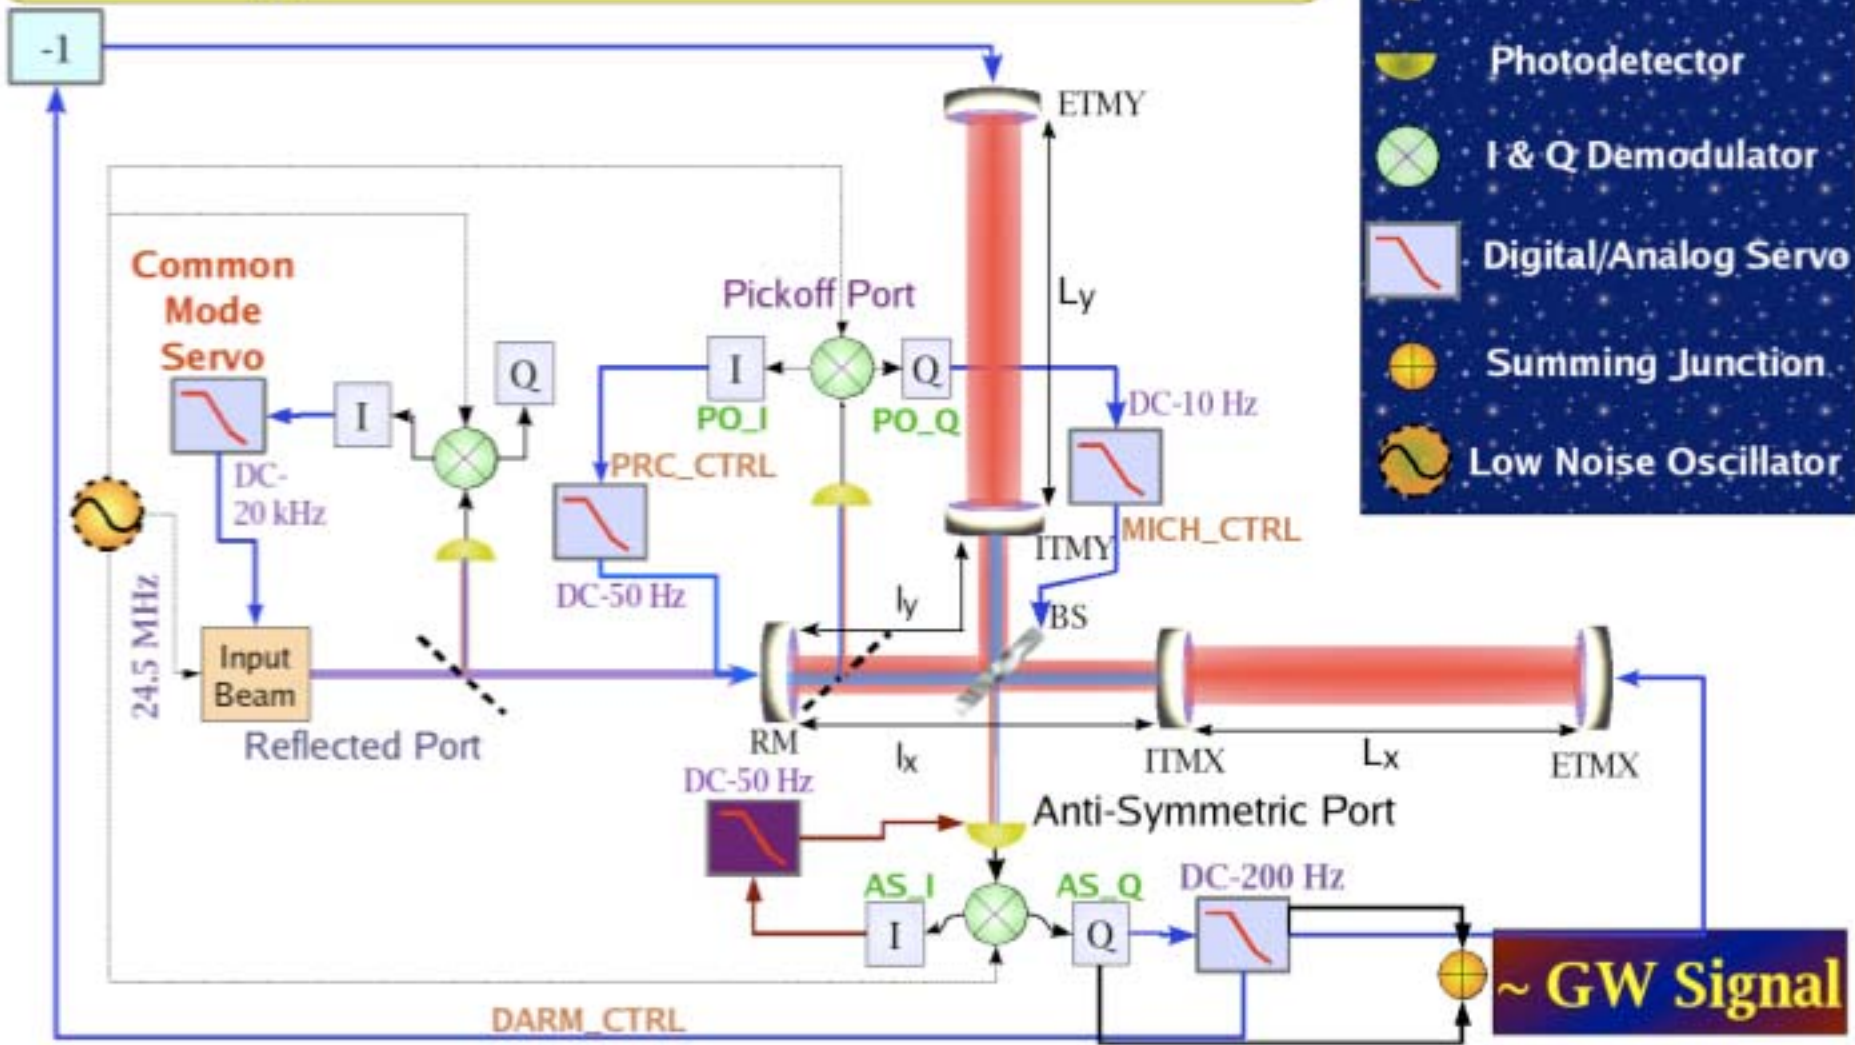 -1
ETMY
Photodetector
I & Q Demodulator
Digital/Analog Servo
Summing Junction
Low Noise Oscillator
Common
Mode
Servo
Pickoff Port
Ly
I
Q
I
Q
PO_I
PO_Q
DC-10 Hz
PRC_CTRL
DC-
20 kHz
MICH_CTRL
ITMY
DC-50 Hz
ly
BS
24.5 MHz
Input
Beam
Reflected Port
RM
lx
ITMX
Lx
ETMX
DC-50 Hz
Anti-Symmetric Port
AS_I
AS_Q
DC-200 Hz
I
Q
~ GW Signal
DARM_CTRL